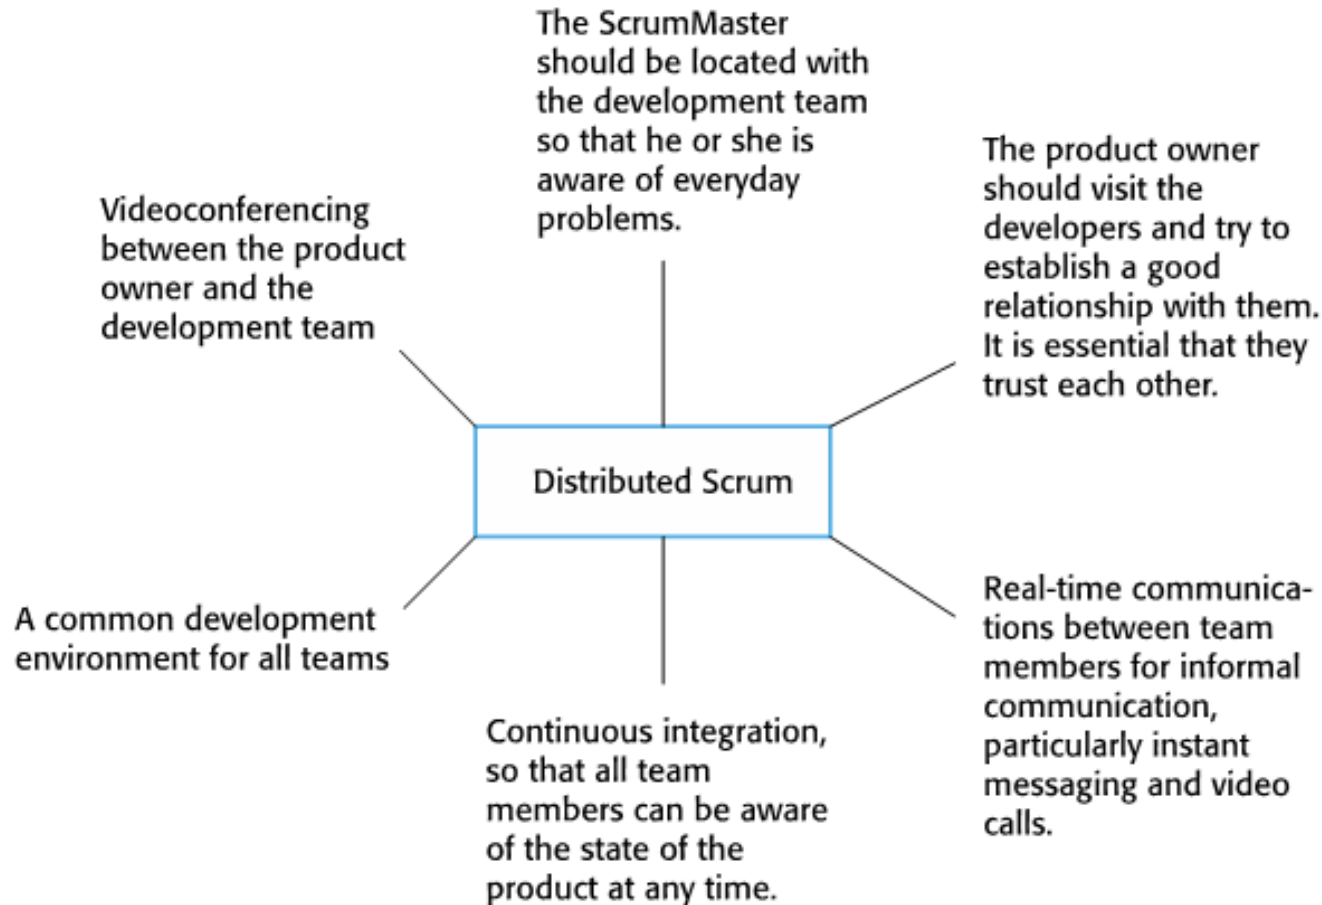 The ScrumMaster
should be located with
the development team
so that he or she is
aware of everyday
problems.
Videoconferencing
between the product
owner and the
development team
The product owner
should visit the
developers and try to
establish a good
relationship with them.
It is essential that they
trust each other.
Distributed Scrum
A common development
environment for all teams
Continuous integration,
so that all team
members can be aware
of the state of the
product at any time.
Real-time communica-
tions between team
members for informal
communication,
particularly instant
messaging and video
calls.